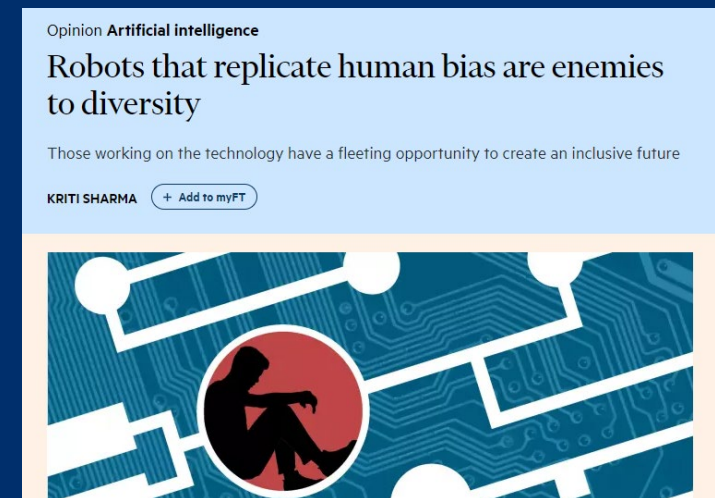 Opinion Artificial intelligence
Robots that replicate human bias are enemies
to diversity
Those working on the technology have a fleeting opportunity to create an inclusive future
KRITI SHARMA + Add to myFT